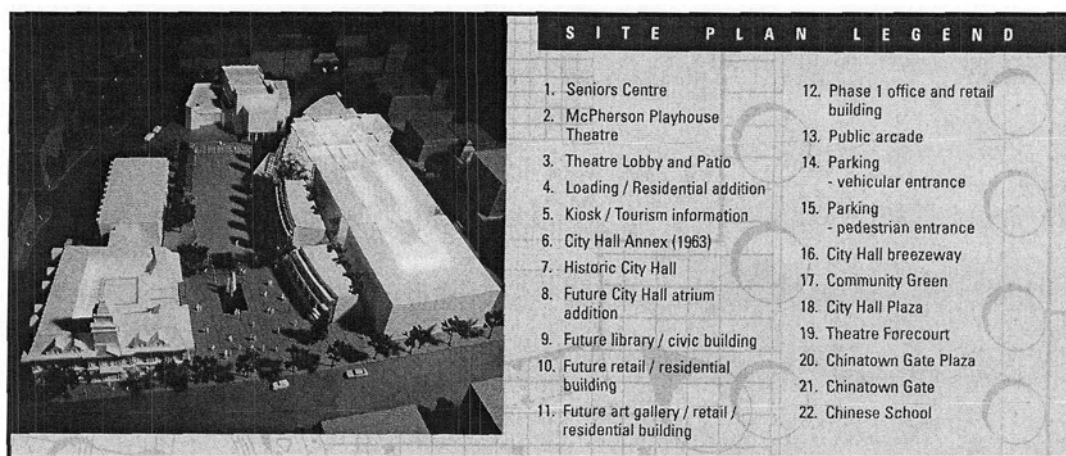 SITE PLAN LEGEND
1. Seniors Centre
2. McPherson Playhouse
Theatre
3. Theatre Lobby and Patio
4. Loading / Residential addition
5. Kiosk / Tourism information
6. City Hall Annex (1963)
7. Historic City Hall
8. Future City Hall atrium
addition
9. Future library / civic building
10. Future retail / residential
building
11. Future art gallery / retail /
residential building
12. Phase 1 office and retail
building
13. Public arcade
14. Parking
- vehicular entrance
15. Parking
- pedestrian entrance
16. City Hall breezeway
17. Community Green
18. City Hall Plaza
19. Theatre Forecourt
20. Chinatown Gate Plaza
21. Chinatown Gate
22. Chinese School